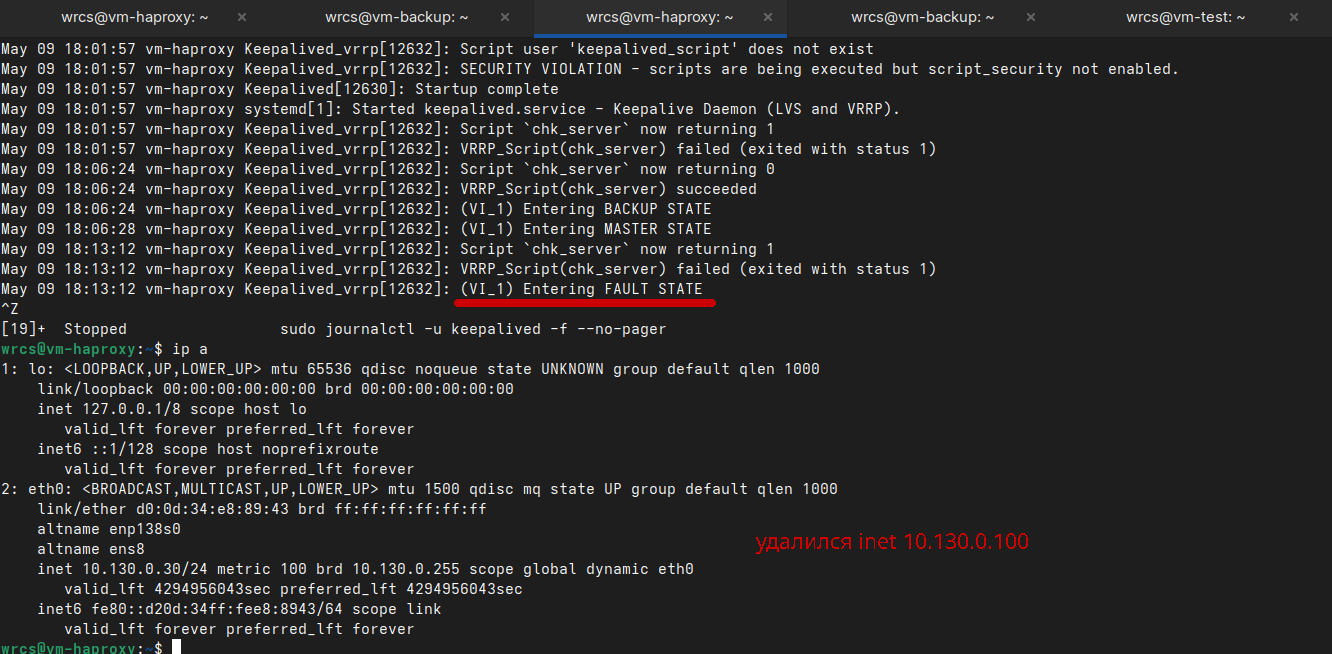 wrcs@vm-haproxy: ~ × wrcs@vm-backup: ~ × wrcs@vm-haproxy: ~ × wrcs@vm-backup: ~ × wrcs@vm-test: ~ ×
May 09 18:01:57 vm-haproxy Keepalived_vrrp[12632]: Script user 'keepalived_script' does not exist
May 09 18:01:57 vm-haproxy Keepalived_vrrp[12632]: SECURITY VIOLATION - scripts are being executed but script_security not enabled.
May 09 18:01:57 vm-haproxy Keepalived[12630]: Startup complete
May 09 18:01:57 vm-haproxy systemd[1]: Started keepalived.service - Keepalive Daemon (LVS and VRRP).
May 09 18:01:57 vm-haproxy Keepalived_vrrp[12632]: Script `chk_server` now returning 1
May 09 18:01:57 vm-haproxy Keepalived_vrrp[12632]: VRRP_Script(chk_server) failed (exited with status 1)
May 09 18:06:24 vm-haproxy Keepalived_vrrp[12632]: Script `chk_server` now returning 0
May 09 18:06:24 vm-haproxy Keepalived_vrrp[12632]: VRRP_Script(chk_server) succeeded
May 09 18:06:24 vm-haproxy Keepalived_vrrp[12632]: (VI_1) Entering BACKUP STATE
May 09 18:06:28 vm-haproxy Keepalived_vrrp[12632]: (VI_1) Entering MASTER STATE
May 09 18:13:12 vm-haproxy Keepalived_vrrp[12632]: Script `chk_server` now returning 1
May 09 18:13:12 vm-haproxy Keepalived_vrrp[12632]: VRRP_Script(chk_server) failed (exited with status 1)
May 09 18:13:12 vm-haproxy Keepalived_vrrp[12632]: (VI_1) Entering FAULT STATE
^Z
[19]+  Stopped                 sudo journalctl -u keepalived -f --no-pager
wrcs@vm-haproxy:~$ ip a
1: lo: <LOOPBACK,UP,LOWER_UP> mtu 65536 qdisc noqueue state UNKNOWN group default qlen 1000
    link/loopback 00:00:00:00:00:00 brd 00:00:00:00:00:00
    inet 127.0.0.1/8 scope host lo
       valid_lft forever preferred_lft forever
    inet6 ::1/128 scope host noprefixroute
       valid_lft forever preferred_lft forever
2: eth0: <BROADCAST,MULTICAST,UP,LOWER_UP> mtu 1500 qdisc mq state UP group default qlen 1000
    link/ether d0:0d:34:e8:89:43 brd ff:ff:ff:ff:ff:ff
    altname enp138s0
удалился inet 10.130.0.100
    altname ens8
    inet 10.130.0.30/24 metric 100 brd 10.130.0.255 scope global dynamic eth0
       valid_lft 4294956043sec preferred_lft 4294956043sec
    inet6 fe80::d20d:34ff:fee8:8943/64 scope link
       valid_lft forever preferred_lft forever
wrcs@vm-haproxy:~$